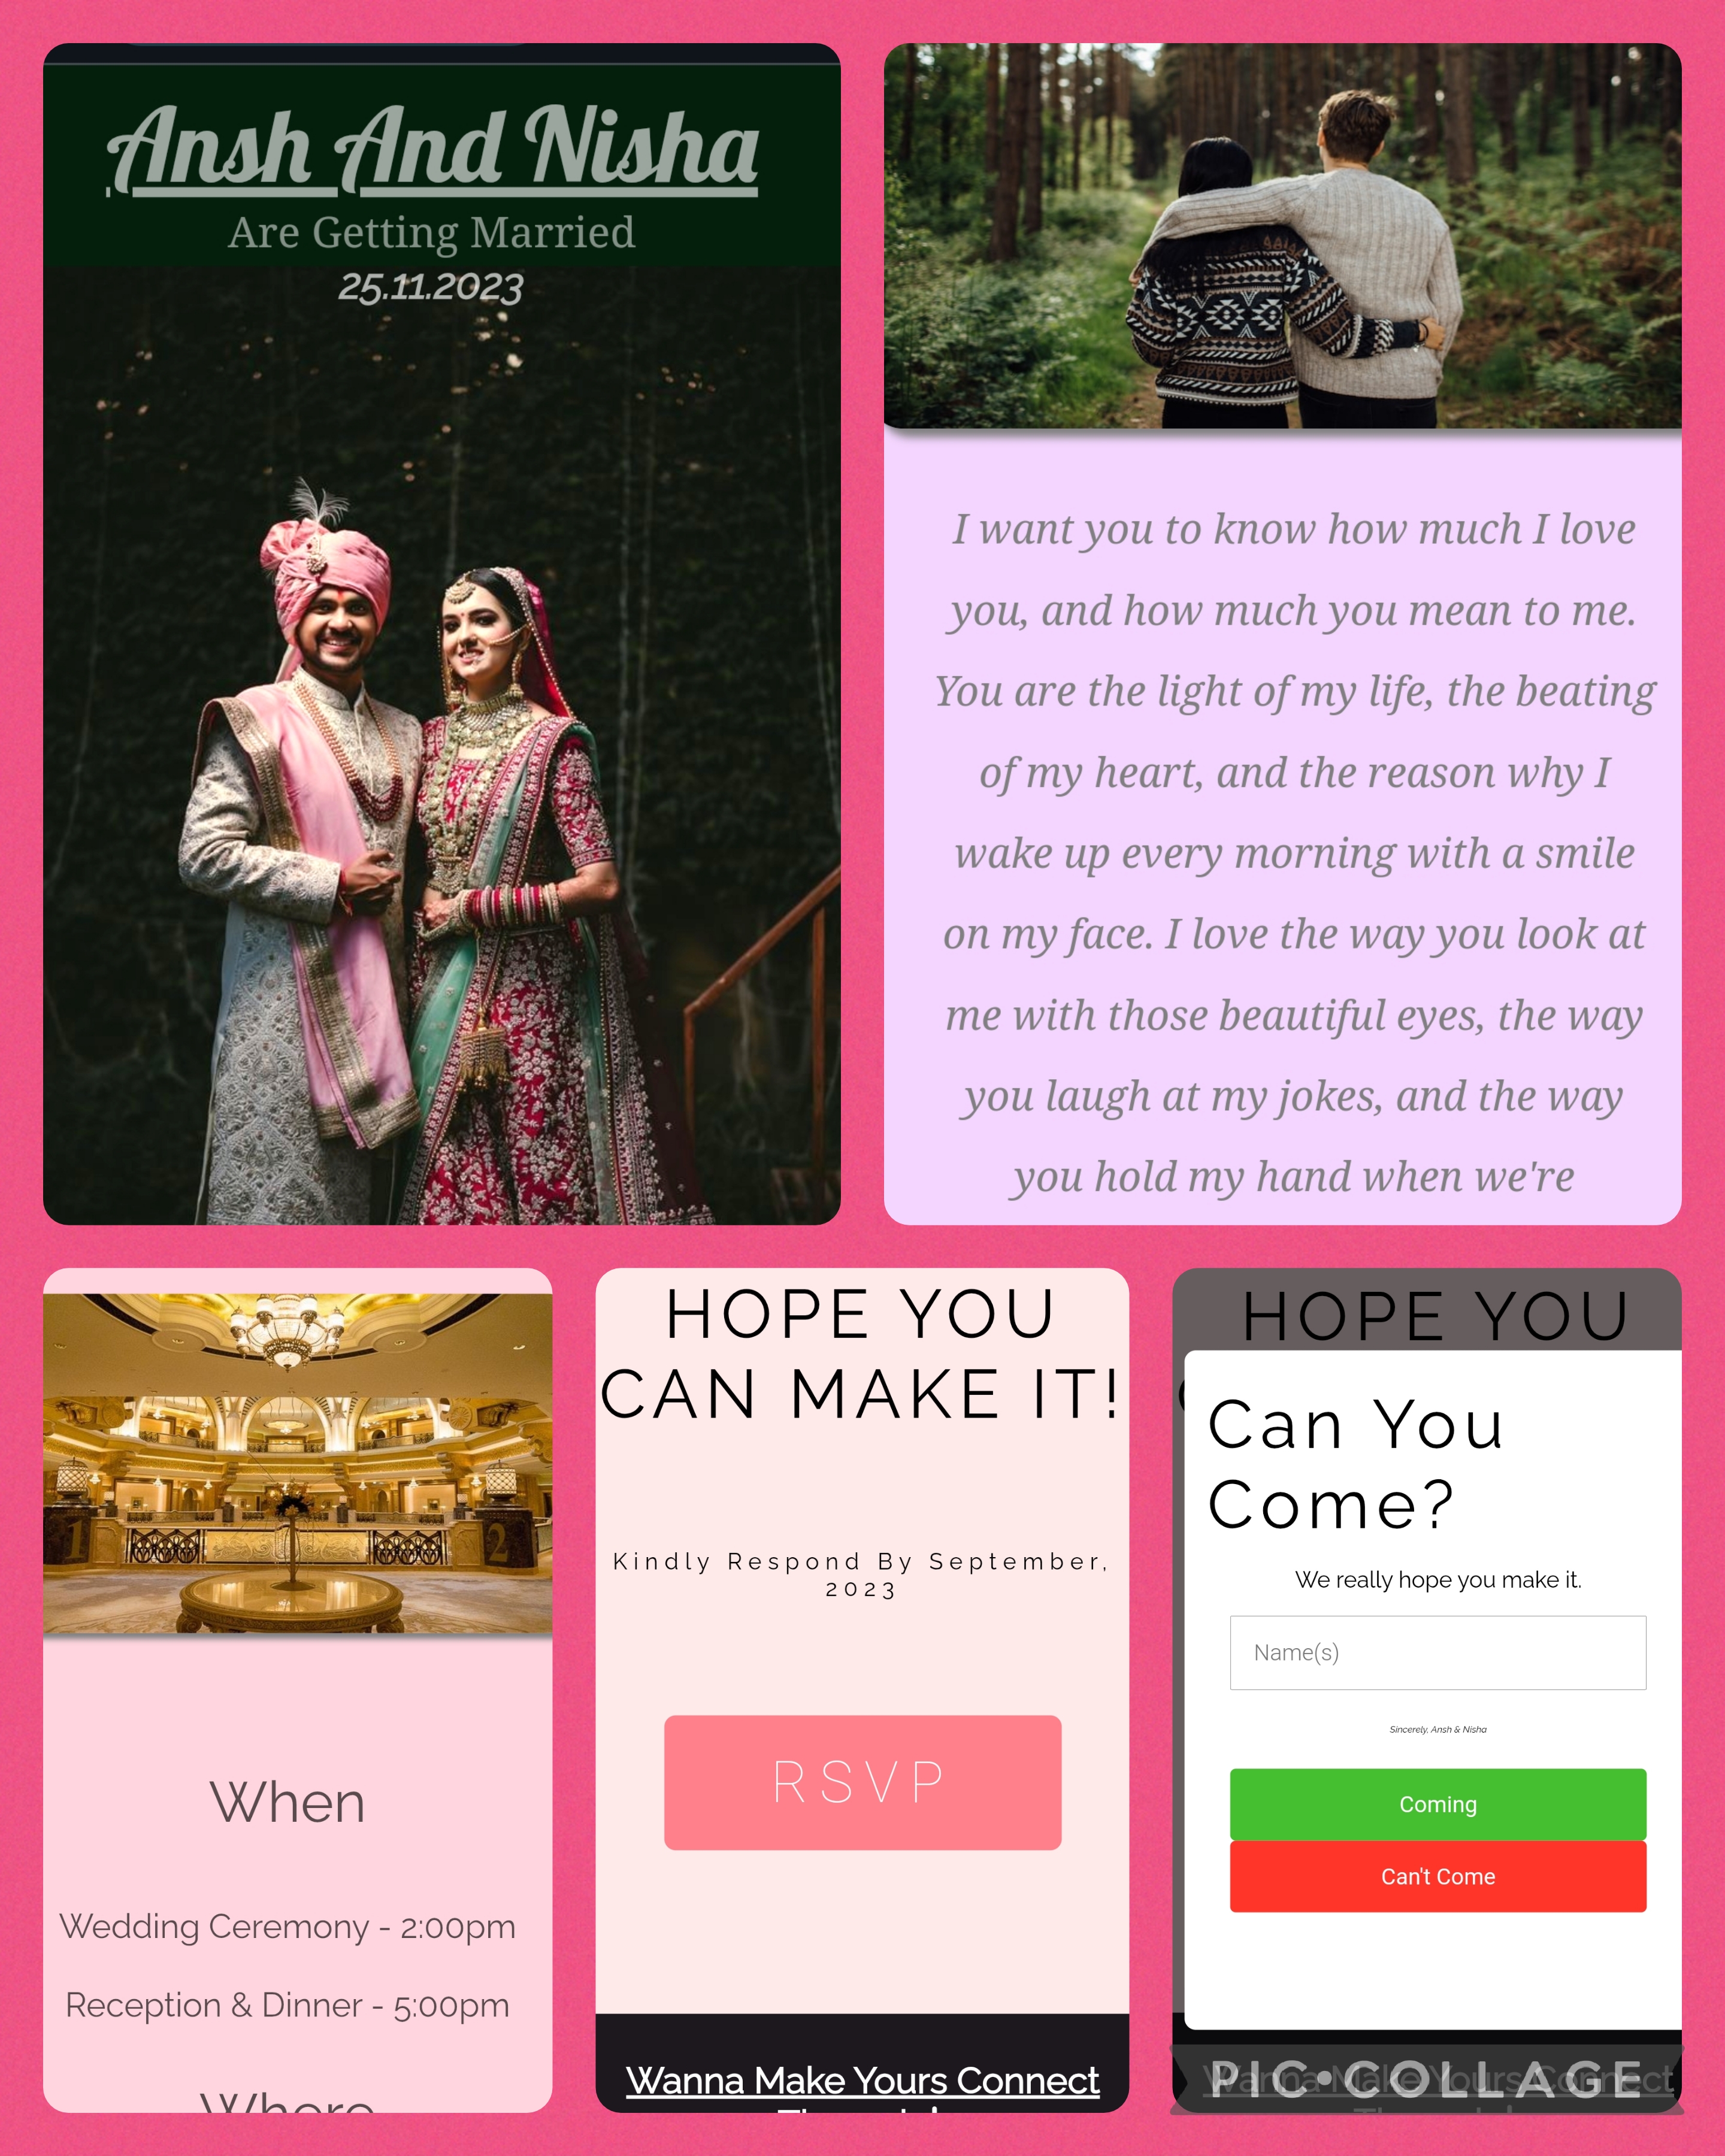 Ansh And Nisha
Are Getting Married
25.11.2023
I want you to know how much I love
you, and how much you mean to me.
You are the light of my life, the beating
of my heart, and the reason why I
wake up every morning with a smile
on my face. I love the way you look at
me with those beautiful eyes, the way
you laugh at my jokes, and the way
you hold my hand when we're
1
2
When
Wedding Ceremony - 2:00pm
Reception & Dinner - 5:00pm
Where
HOPE YOU
CAN MAKE IT!
Kindly Respond By September,
2023
RSVP
Wanna Make Yours Connect
HOPE YOU
Can You
Come?
We really hope you make it.
Name(s)
Sincerely, Ansh & Nisha
Coming
Can't Come
Wanna Make Yours Connect
PIC•COLLAGE